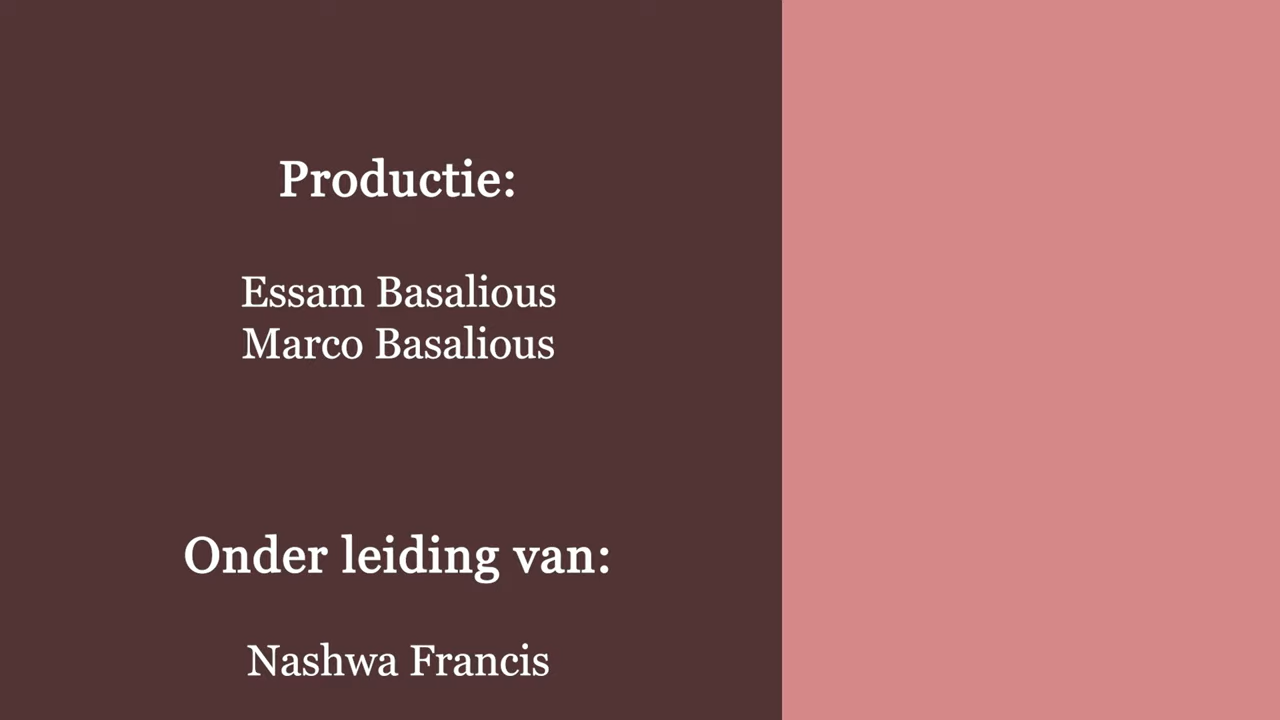 Productie:
Essam Basalious
Marco Basalious
Onder leiding van:
Nashwa Francis